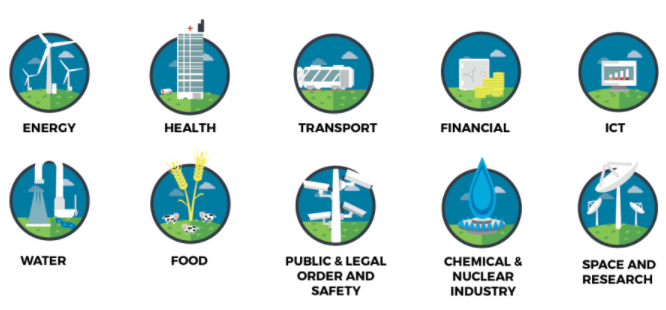 ENERGY
HEALTH
TRANSPORT
FINANCIAL
ICT
WATER
FOOD
PUBLIC & LEGAL
ORDER AND
SAFETY
CHEMICAL &
NUCLEAR
INDUSTRY
SPACE AND
RESEARCH